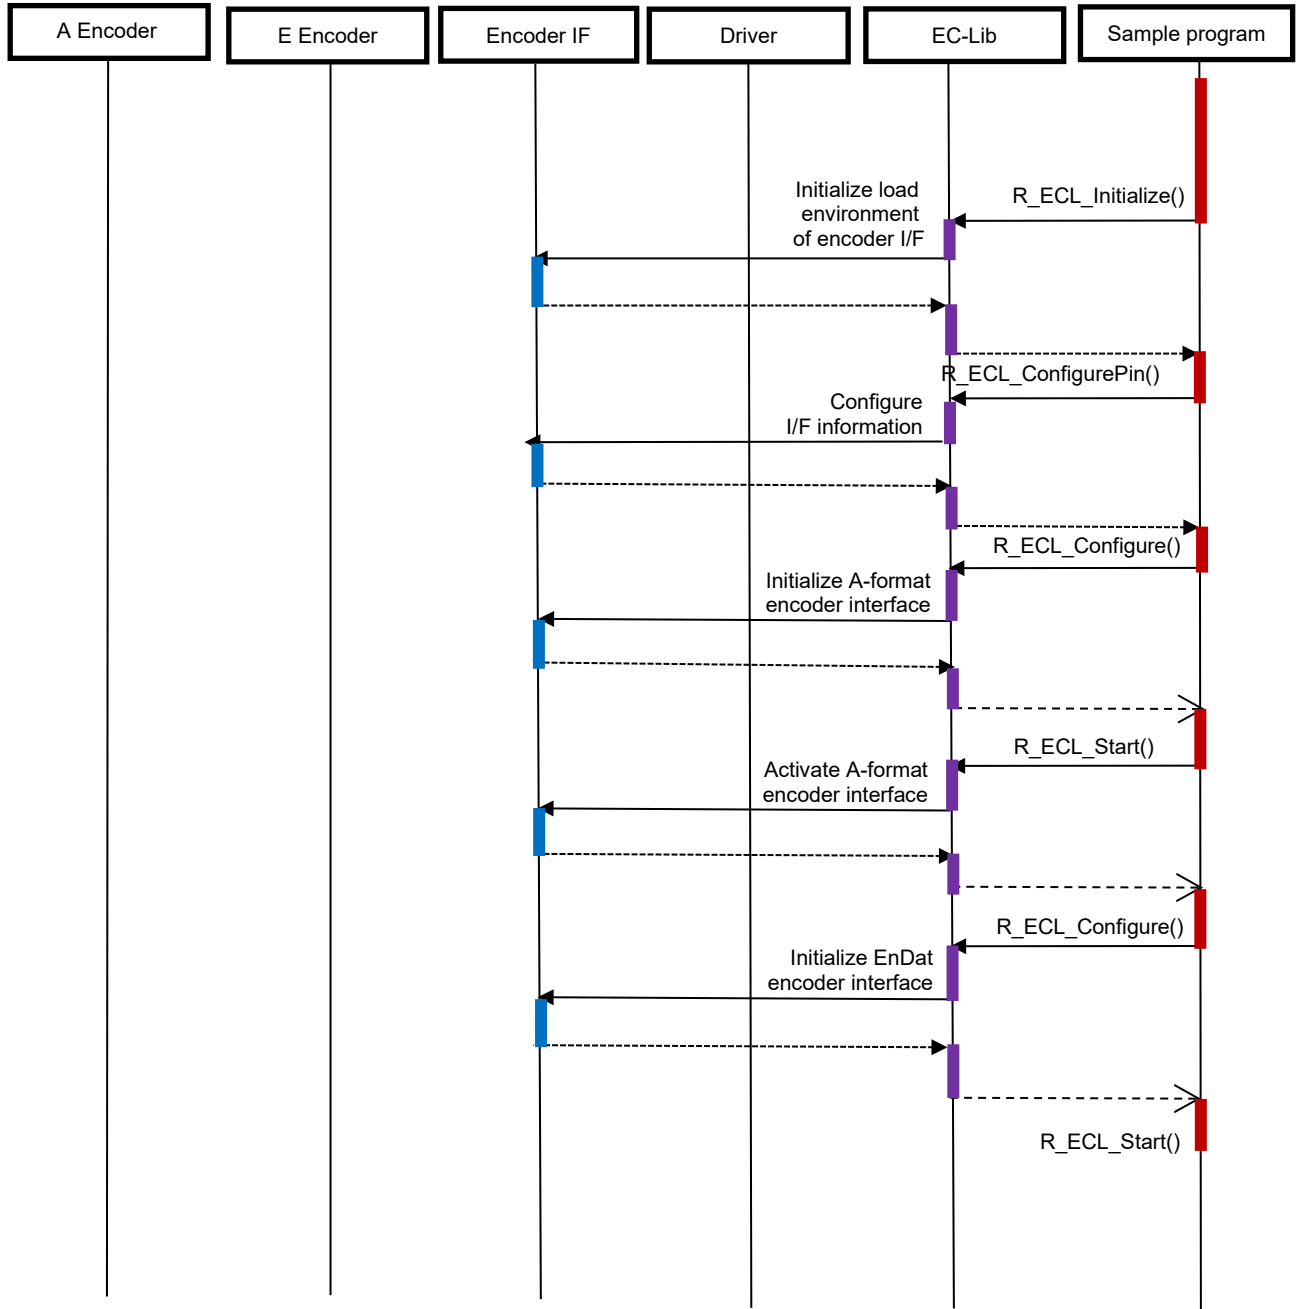 A Encoder
E Encoder
Encoder IF
Driver
EC-Lib
Sample program
Initialize load
environment
of encoder I/F
R_ECL_Initialize()
R_ECL_ConfigurePin()
Configure
I/F information
R_ECL_Configure()
Initialize A-format
encoder interface
R_ECL_Start()
Activate A-format
encoder interface
R_ECL_Configure()
Initialize EnDat
encoder interface
R_ECL_Start()